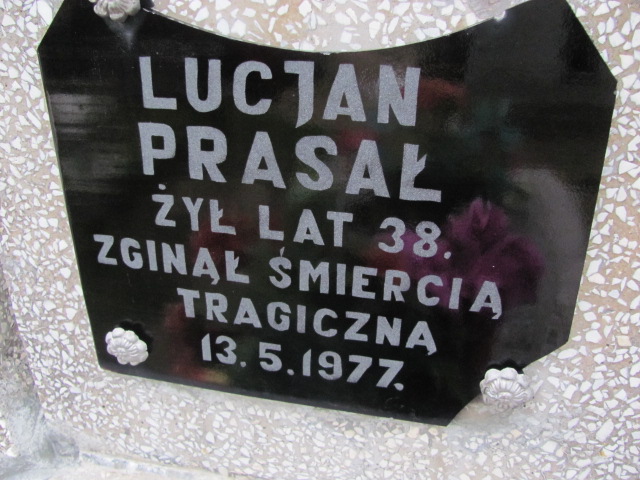 LUCJAN
PRASAŁ
ŻYŁ LAT 38.
ZGINĄŁ ŚMIERCIĄ
TRAGICZNĄ
13.5.1977.